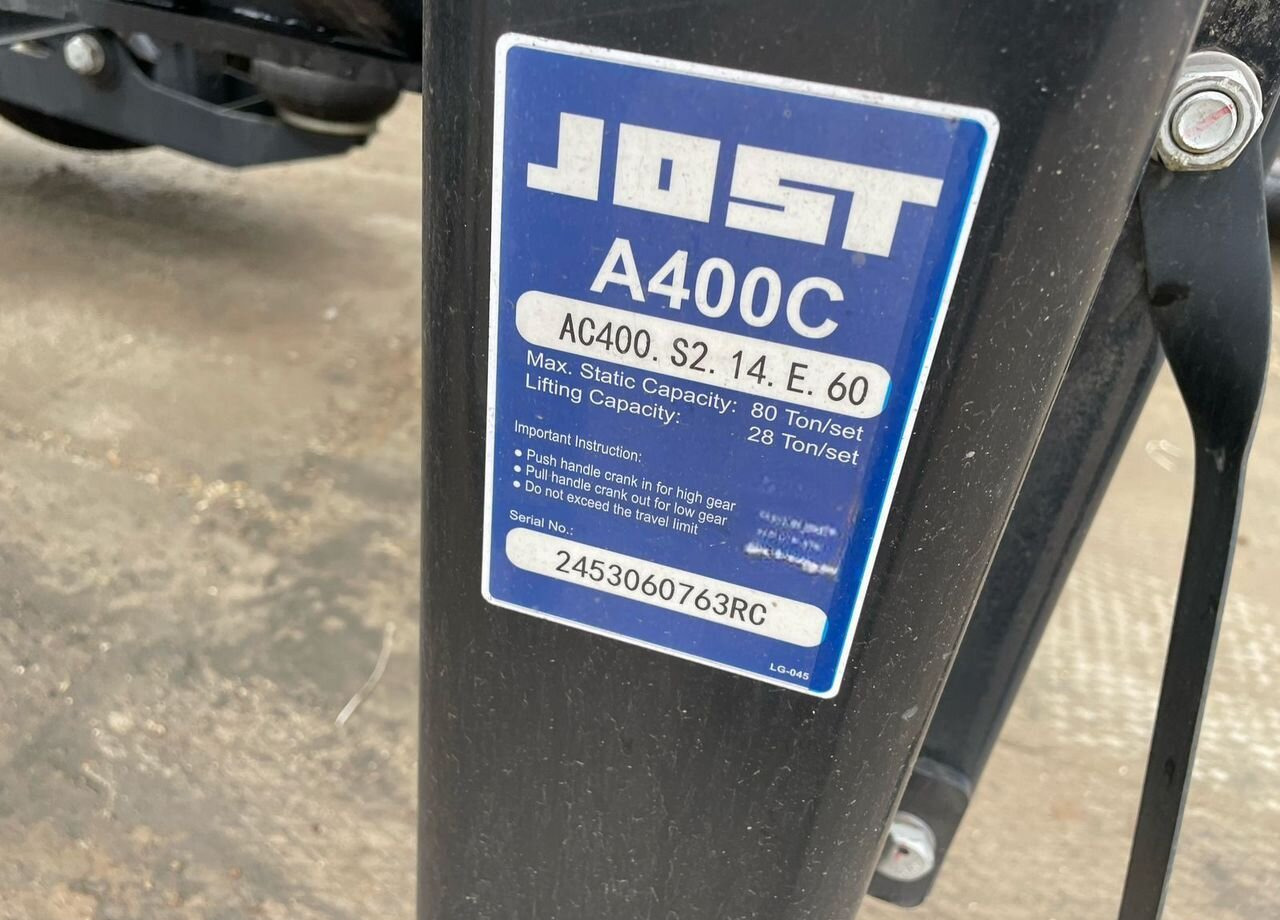 JOST
A400C
AC400. S2. 14. E. 60
Max. Static Capacity: 80 Ton/set
Lifting Capacity: 28 Ton/set
Important Instruction:
• Push handle crank in for high gear
• Pull handle crank out for low gear
• Do not exceed the travel limit
Serial No.:
2453060763RC
LG-045